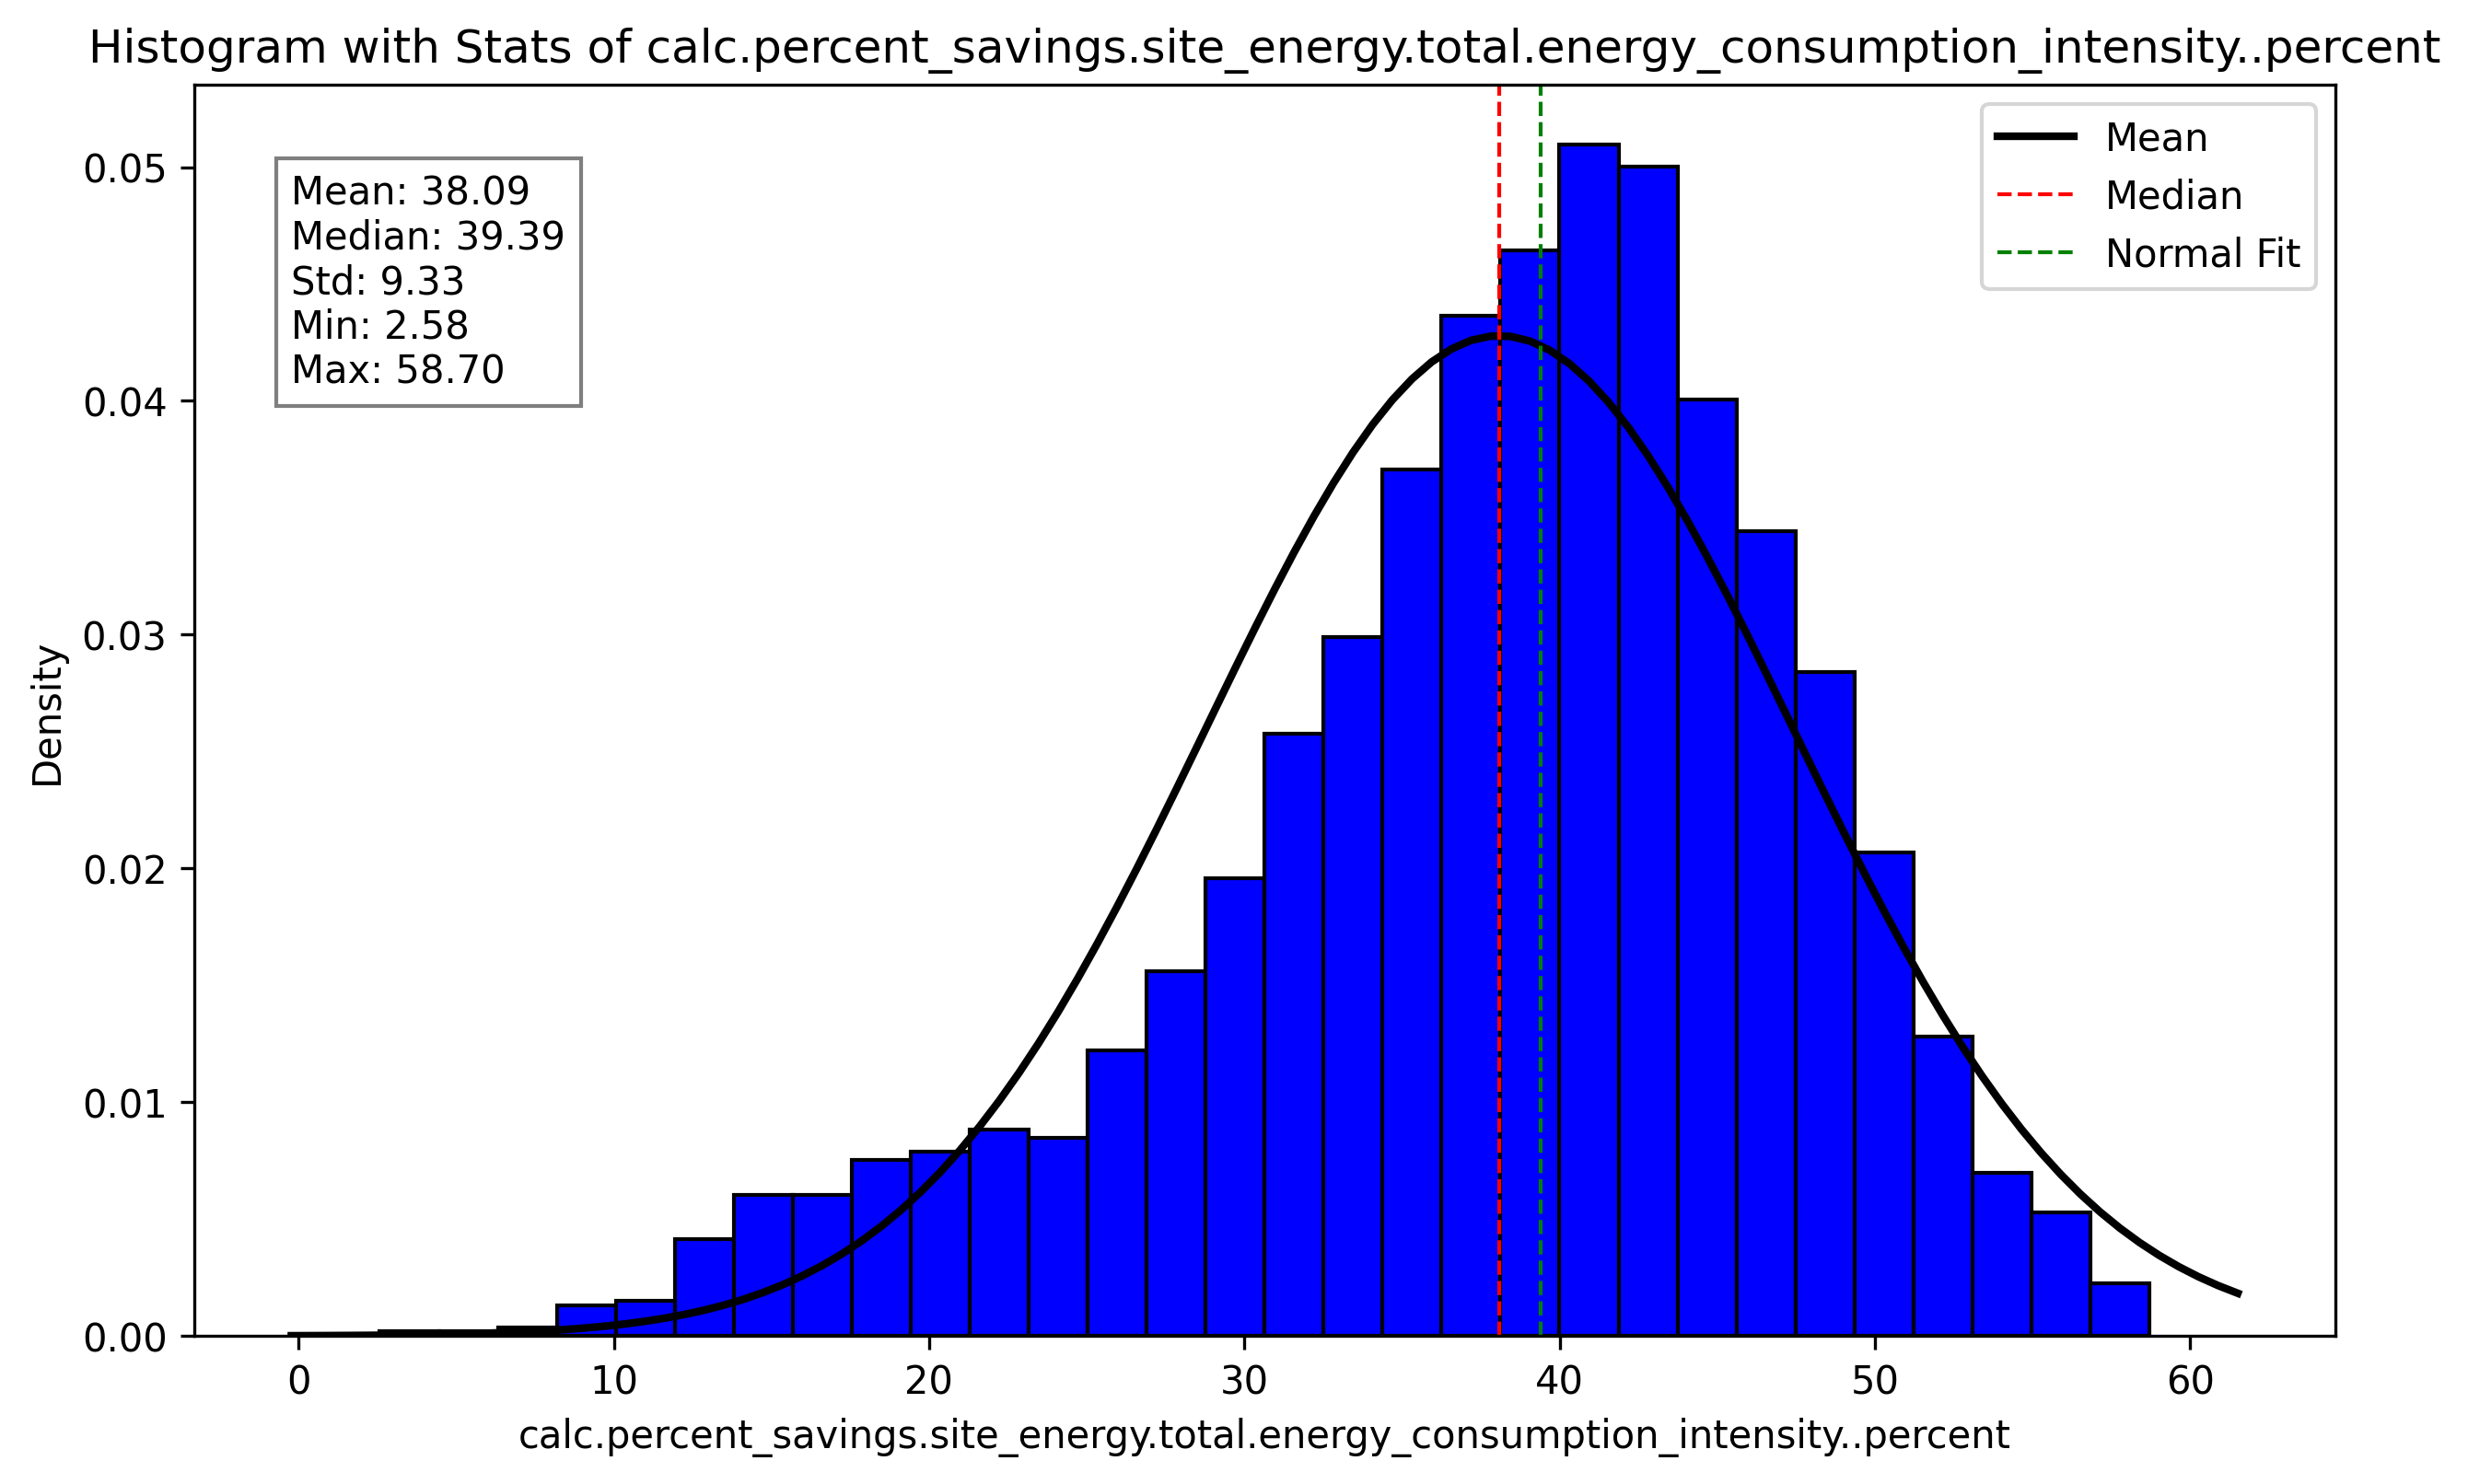 Histogram with Stats of calc.percent_savings.site_energy.total.energy_consumption_intensity..percent
Mean: 38.09
Median: 39.39
Std: 9.33
Min: 2.58
Max: 58.70
Mean
Median
Normal Fit
Density
0.05
0.04
0.03
0.02
0.01
0.00
0 10 20 30 40 50 60
calc.percent_savings.site_energy.total.energy_consumption_intensity..percent